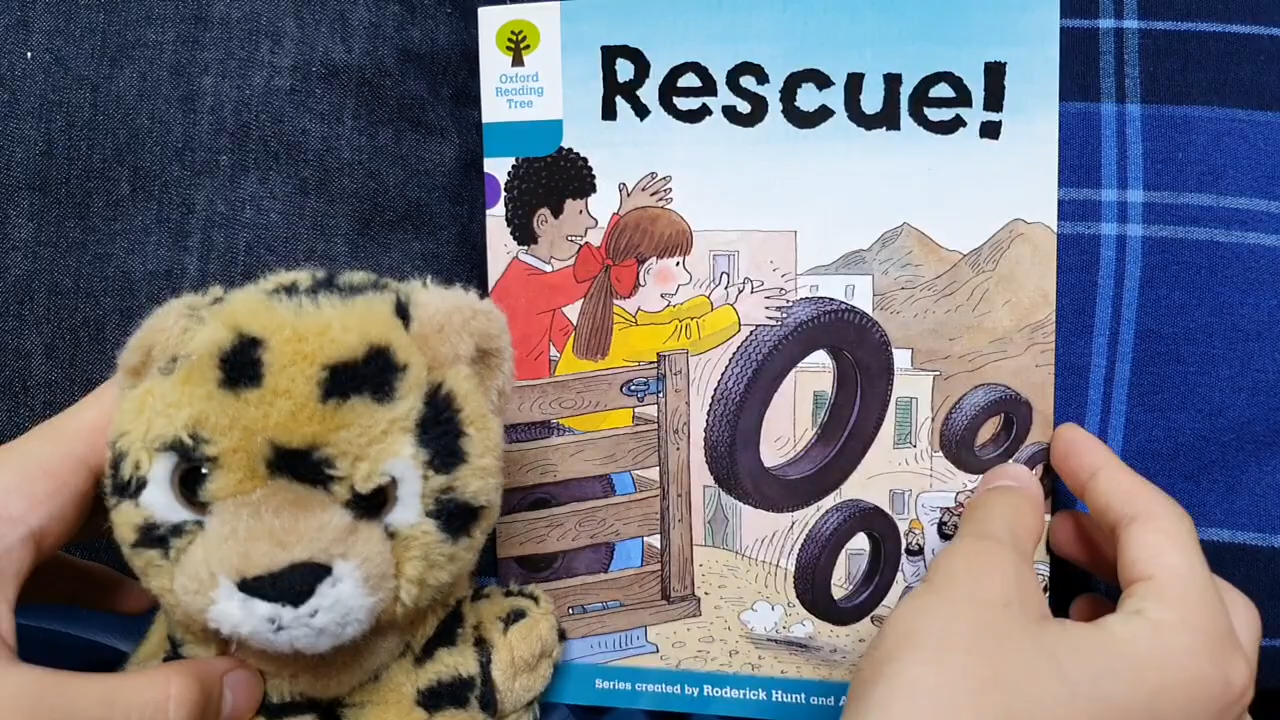 Oxford
Reading
Tree
Rescue!
Series created by Roderick Hunt and